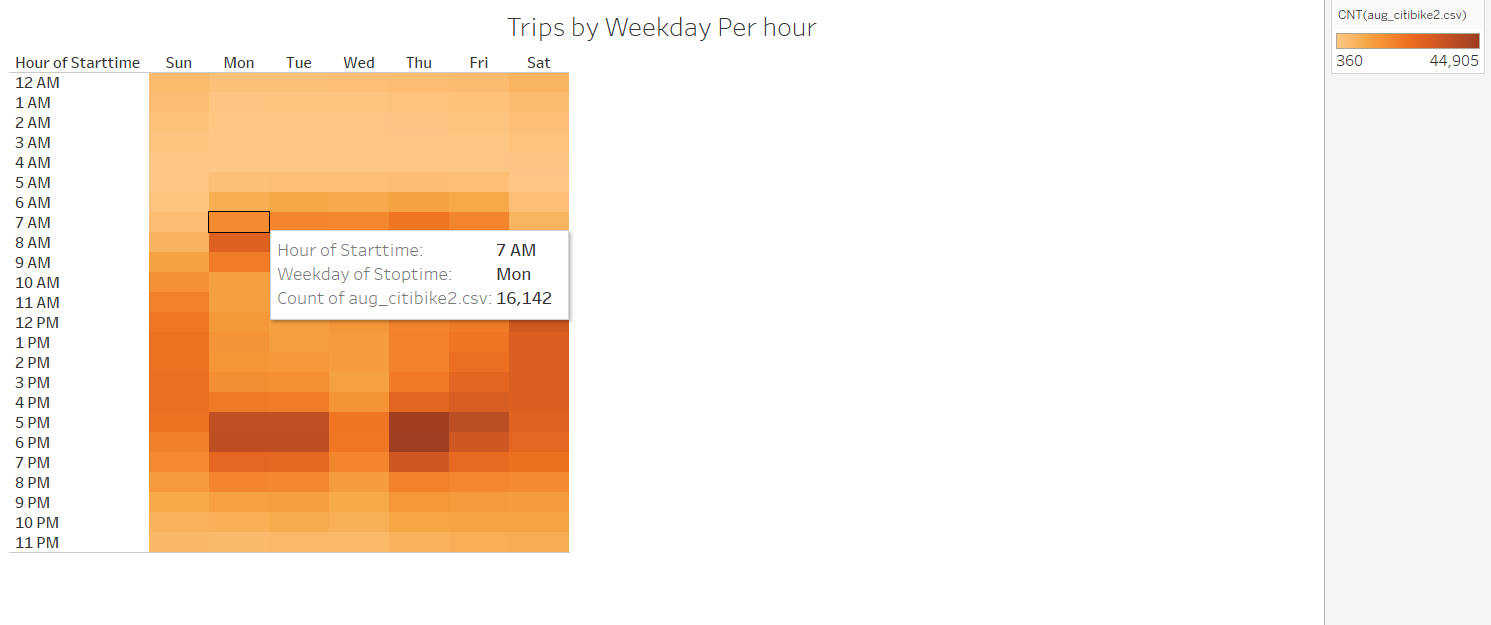 Trips by Weekday Per hour
Hour of Starttime Sun Mon Tue Wed Thu Fri Sat
12 AM
1 AM
2 AM
3 AM
4 AM
5 AM
6 AM
7 AM
8 AM
9 AM
10 AM
11 AM
12 PM
1 PM
2 PM
3 PM
4 PM
5 PM
6 PM
7 PM
8 PM
9 PM
10 PM
11 PM
Hour of Starttime: 7 AM
Weekday of Stoptime: Mon
Count of aug_citibike2.csv: 16,142
CNT(aug_citibike2.csv)
360 44,905